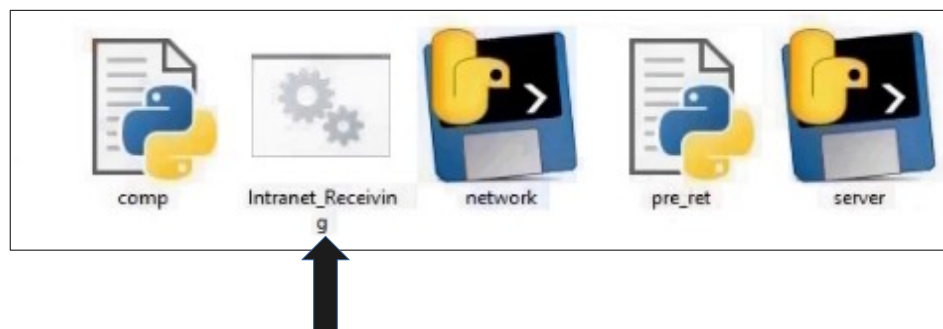 comp
Intranet_Receivin
g
network
pre_ret
server